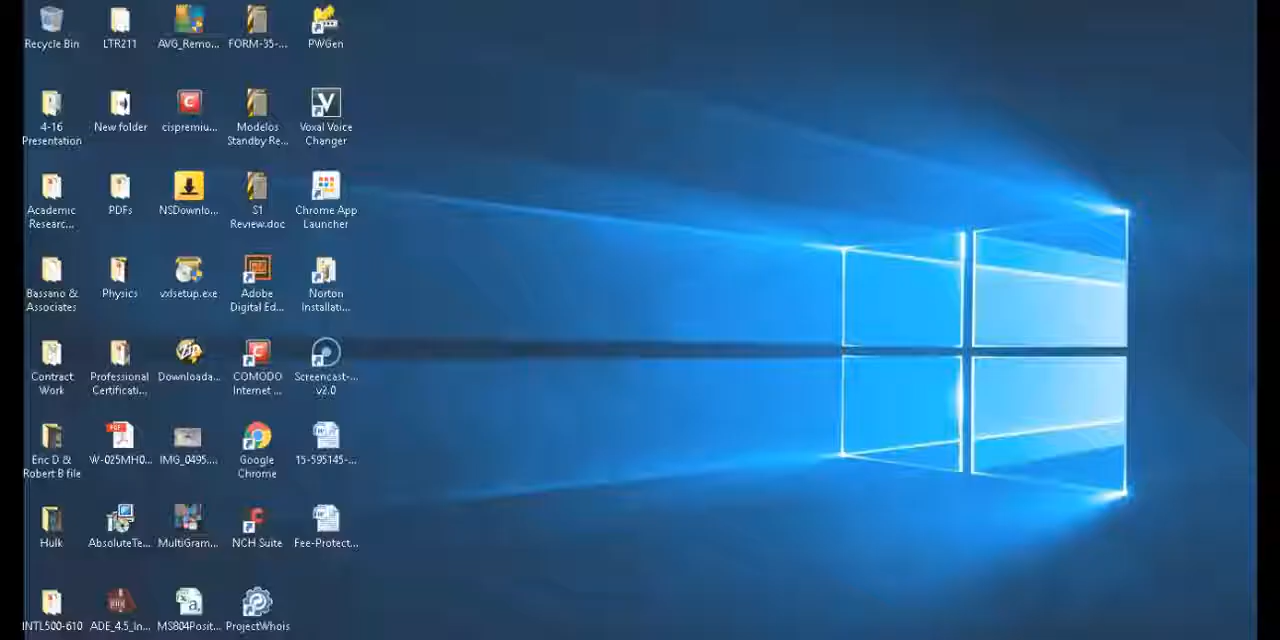 Recycle Bin
LTR211
AVG_Remo...
FORM-35-...
PWGen
4-16
Presentation
New folder
cispremiu...
Modelos
Standby Re...
Voxal Voice
Changer
Academic
Researc...
PDFs
NSDownlo...
S1
Review.doc
Chrome App
Launcher
Bassano &
Associates
Physics
vxlsetup.exe
Adobe
Digital Ed...
Norton
Installati...
Contract
Work
Professional
Certificati...
Downloada...
COMODO
Internet ...
Screencast-...
v2.0
Eric D &
Robert B file
W-025MH0...
IMG_0495....
Google
Chrome
15-595145-...
Hulk
AbsoluteTe...
MultiGram...
NCH Suite
Fee-Protect...
INTL500-610
ADE_4.5_In...
MS804Posit...
ProjectWhois